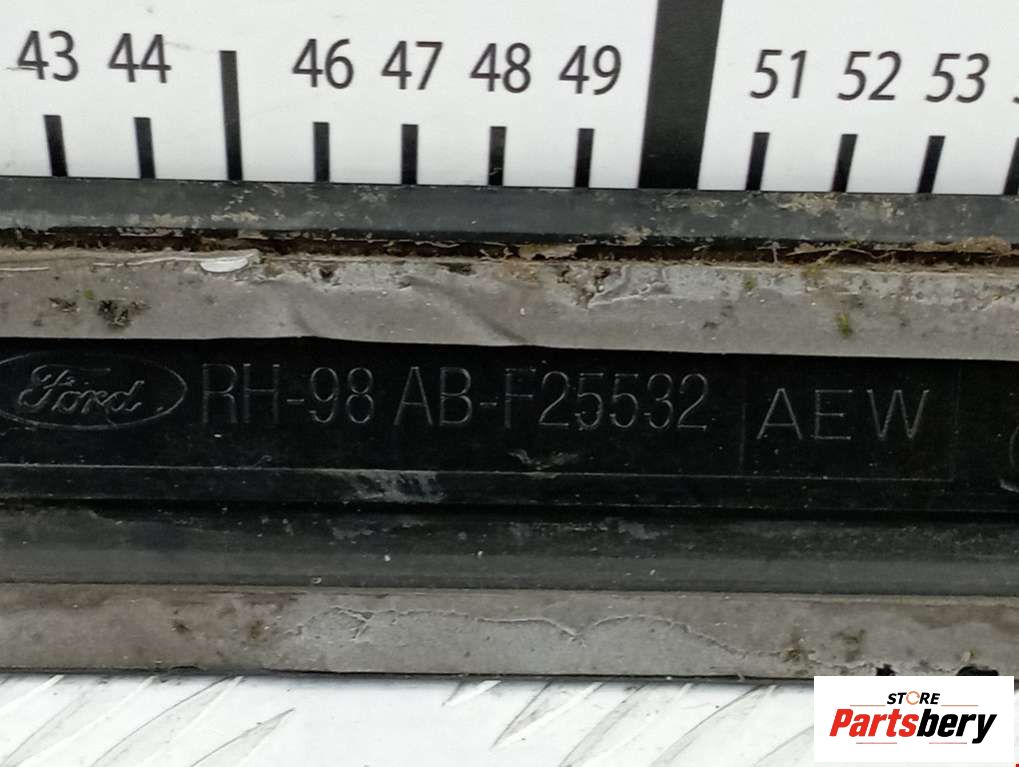 43 44 46 47 48 49 51 52 53
Ford RH-98 AB-F25532 AEW
STORE
Partsbery